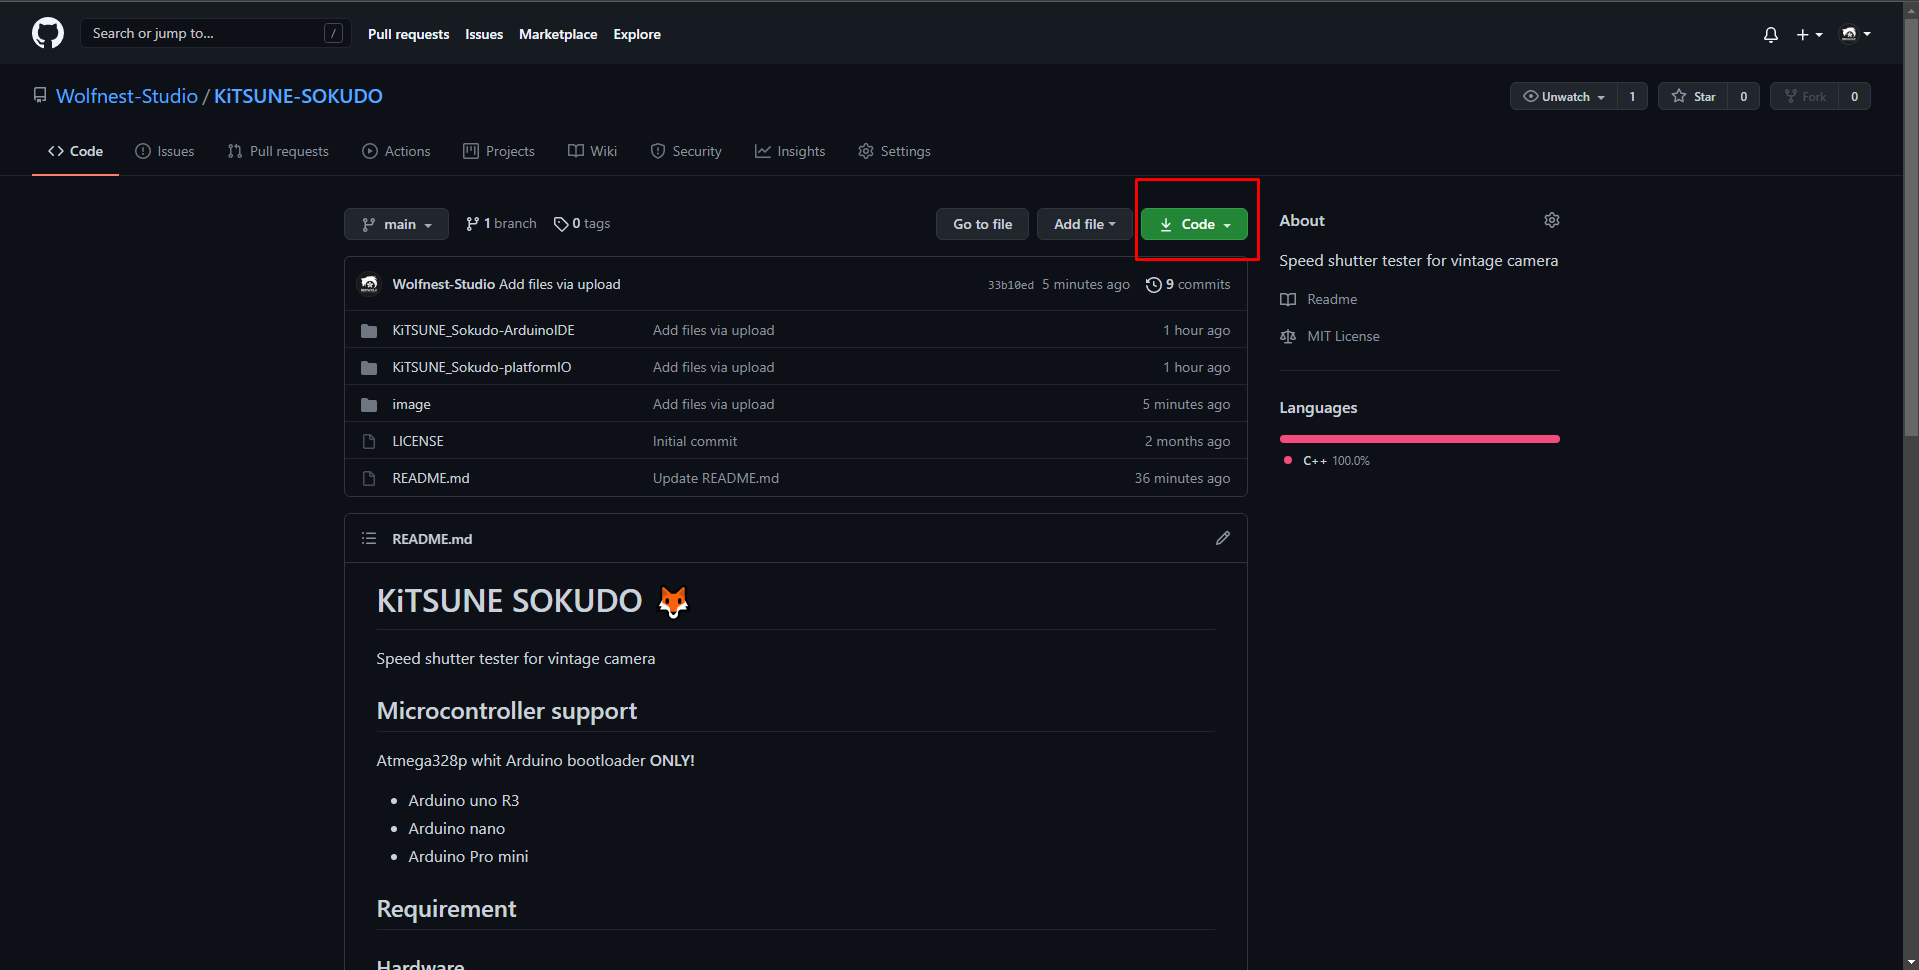 Search or jump to... /
Pull requests Issues Marketplace Explore
Wolfnest-Studio / KiTSUNE-SOKUDO
Unwatch 1 Star 0 Fork 0
Code Issues Pull requests Actions Projects Wiki Security Insights Settings
main 1 branch 0 tags Go to file Add file Code
Wolfnest-Studio Add files via upload 33b10ed 5 minutes ago 9 commits
KiTSUNE_Sokudo-ArduinoIDE Add files via upload 1 hour ago
KiTSUNE_Sokudo-platformIO Add files via upload 1 hour ago
image Add files via upload 5 minutes ago
LICENSE Initial commit 2 months ago
README.md Update README.md 36 minutes ago
About
Speed shutter tester for vintage camera
Readme
MIT License
Languages
C++ 100.0%
README.md
KiTSUNE SOKUDO 🦊
Speed shutter tester for vintage camera
Microcontroller support
Atmega328p whit Arduino bootloader ONLY!
• Arduino uno R3
• Arduino nano
• Arduino Pro mini
Requirement
Hardware